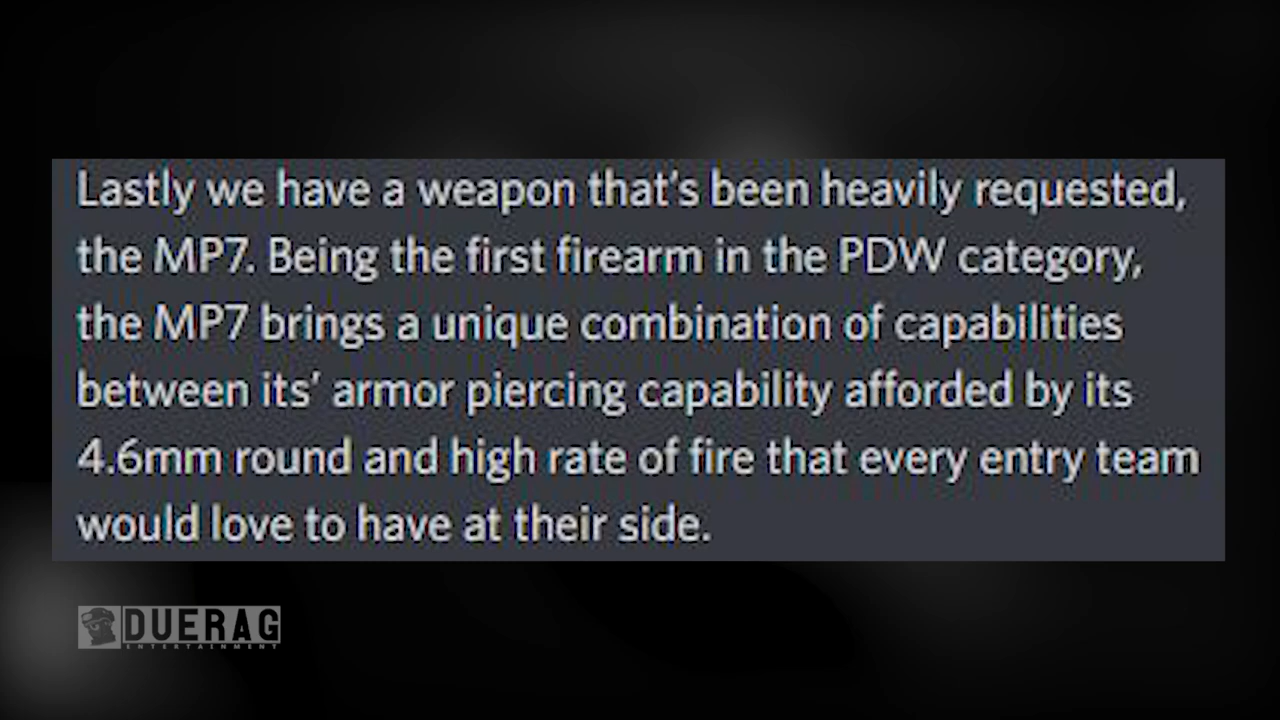 Lastly we have a weapon that's been heavily requested,
the MP7. Being the first firearm in the PDW category,
the MP7 brings a unique combination of capabilities
between its' armor piercing capability afforded by its
4.6mm round and high rate of fire that every entry team
would love to have at their side.
DUERAG
ENTERTAINMENT